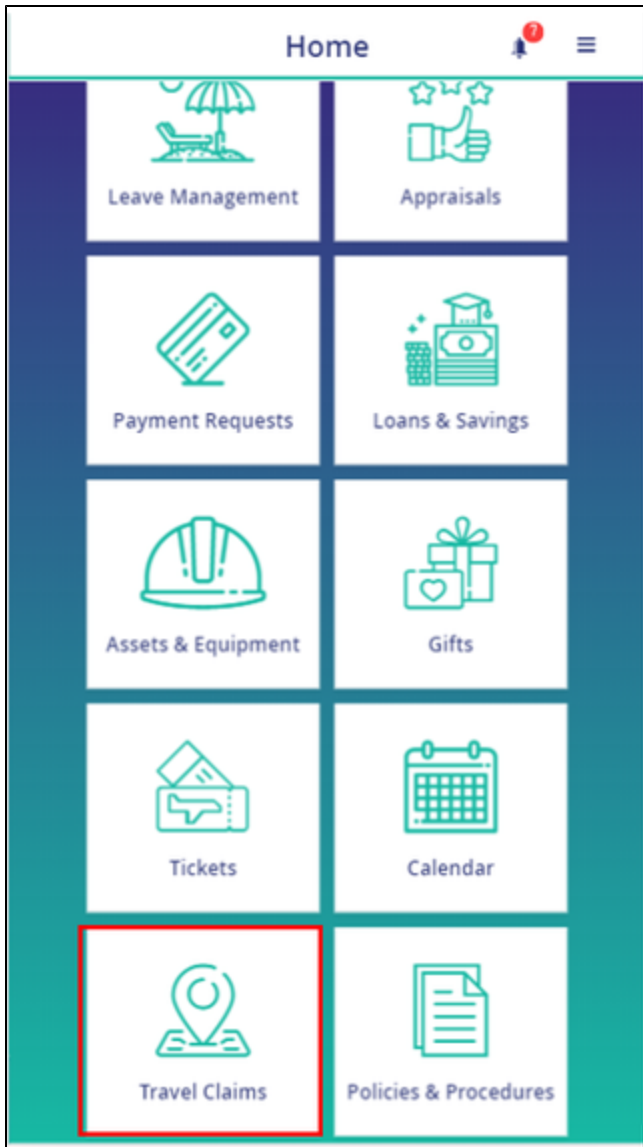 Home
7
Leave Management
Appraisals
Payment Requests
Loans & Savings
Assets & Equipment
Gifts
Tickets
Calendar
Travel Claims
Policies & Procedures